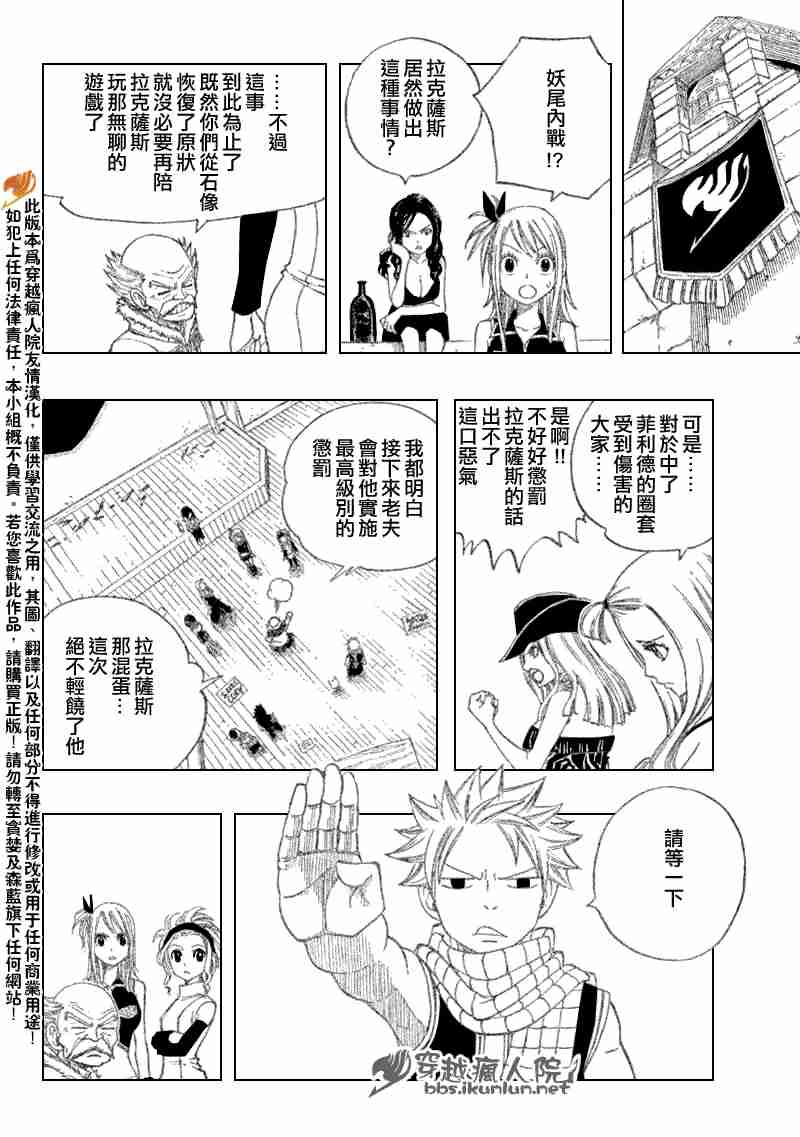 妖尾內戰!?
拉克薩斯
居然做出
這種事情?
……不過
這事
到此為止了
既然你們從石像
恢復了原狀
就沒必要再陪
拉克薩斯
玩那無聊的
遊戲了
可是……
對於中了
菲利德的圈套
受到傷害的
大家……
是啊!!
不好好懲罰
拉克薩斯的話
出不了
這口惡氣
我都明白
接下來老夫
會對他實施
最高級別的
懲罰
拉克薩斯
那混蛋…
這次
絕不輕饒了他
請等一下
此版本爲穿越瘋人院友情漢化，僅供學習交流之用，其圖、翻譯以及任何部分不得進行修改或用于任何商業用途！
如犯上任何法律責任，本小組概不負責。若您喜歡此作品，請購買正版！請勿轉至貪婪及森藍旗下任何網站！
穿越瘋人院
bbs.ikunlun.net